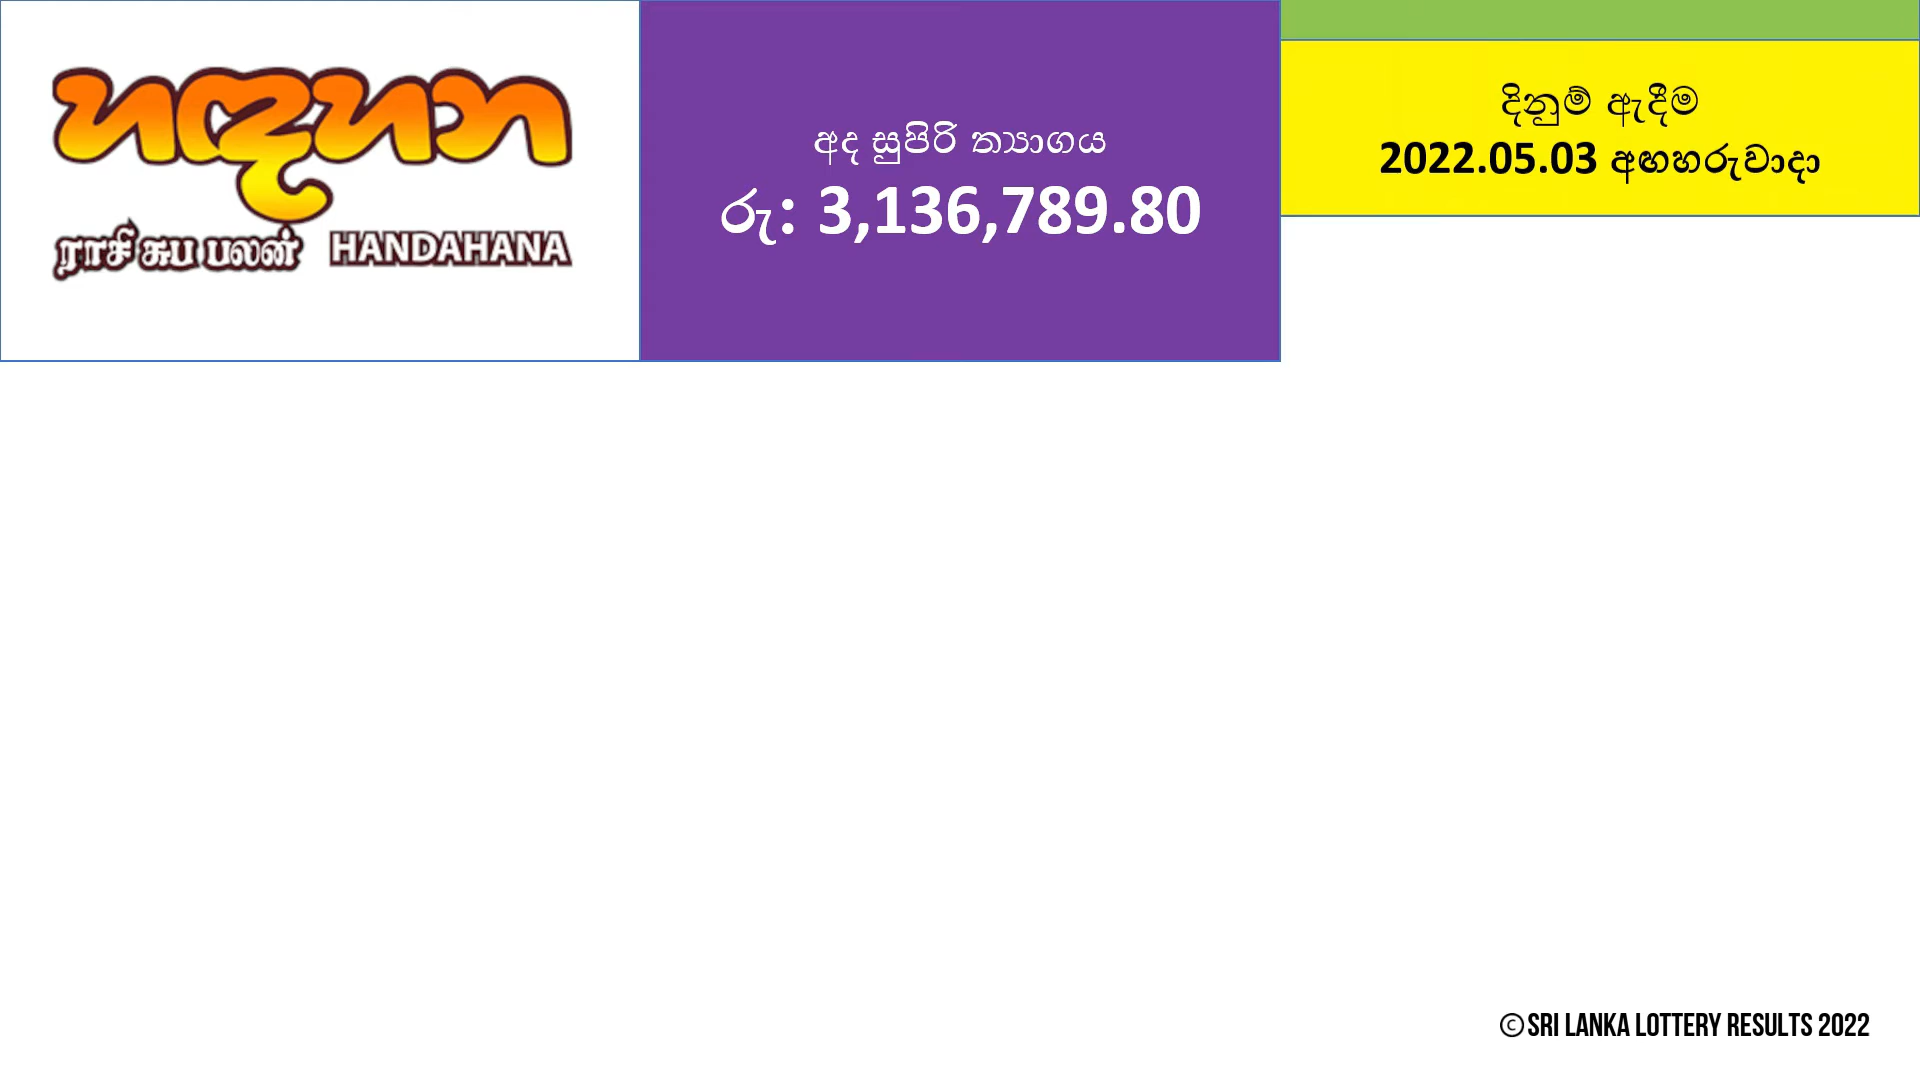 හඳහන
ராசி சுப பலன் HANDAHANA
අද සුපිරි ත්‍යාගය
රු: 3,136,789.80
දිනුම් ඇදීම
2022.05.03 අඟහරුවාදා
©SRI LANKA LOTTERY RESULTS 2022